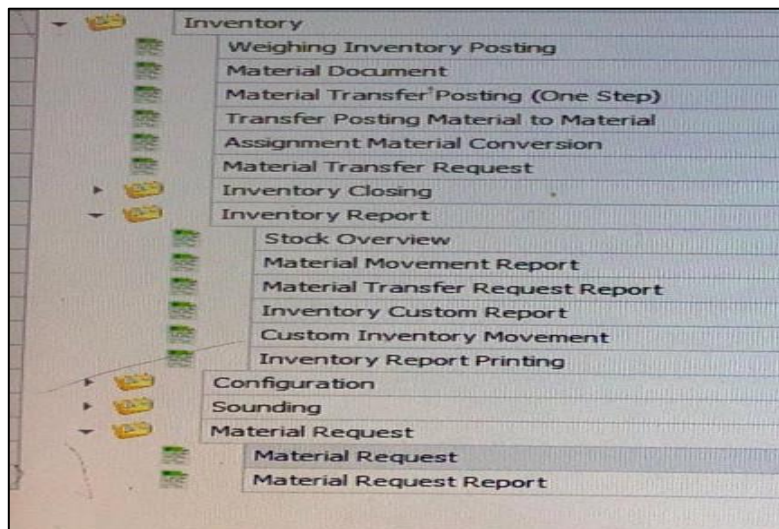 Inventory
Weighing Inventory Posting
Material Document
Material Transfer Posting (One Step)
Transfer Posting Material to Material
Assignment Material Conversion
Material Transfer Request
Inventory Closing
Inventory Report
Stock Overview
Material Movement Report
Material Transfer Request Report
Inventory Custom Report
Custom Inventory Movement
Inventory Report Printing
Configuration
Sounding
Material Request
Material Request
Material Request Report